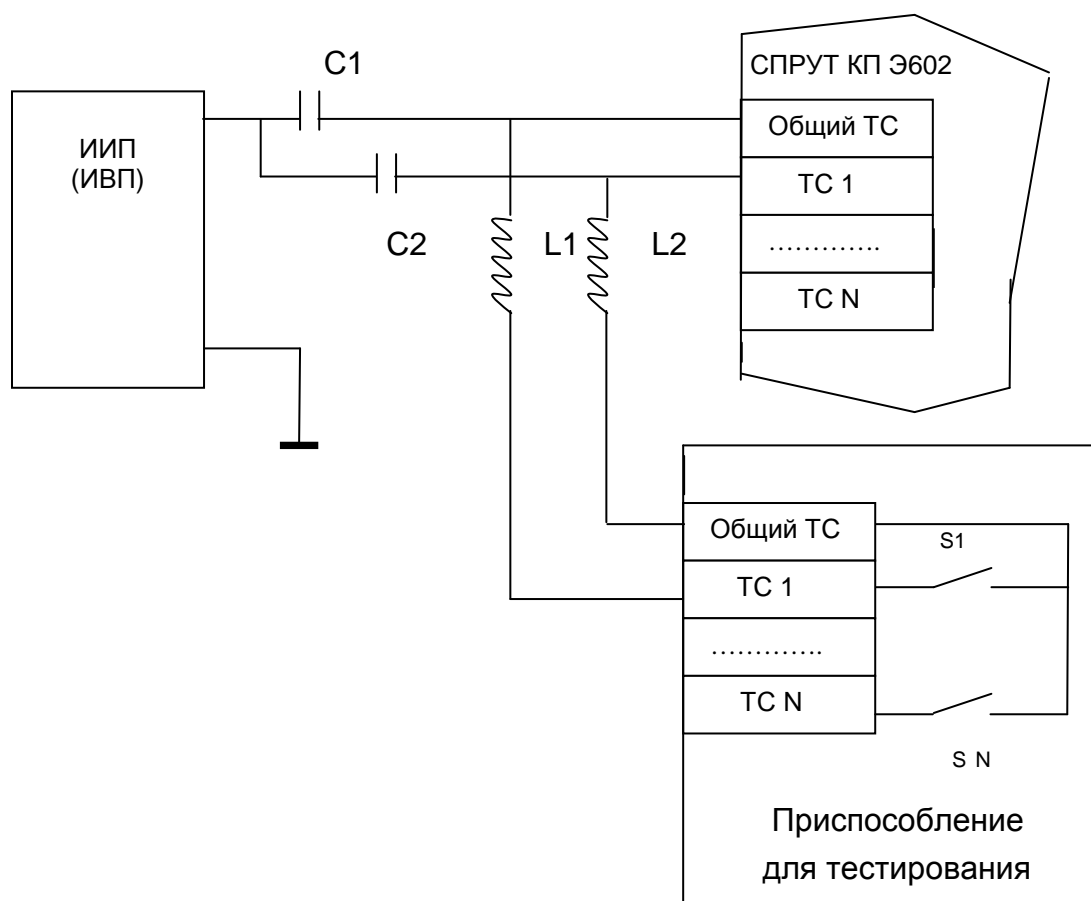 C1
СПРУТ КП Э602
ИИП
(ИВП)
Общий ТС
ТС 1
………….
ТС N
C2
L1
L2
Общий ТС
S1
ТС 1
………….
ТС N
S N
Приспособление
для тестирования